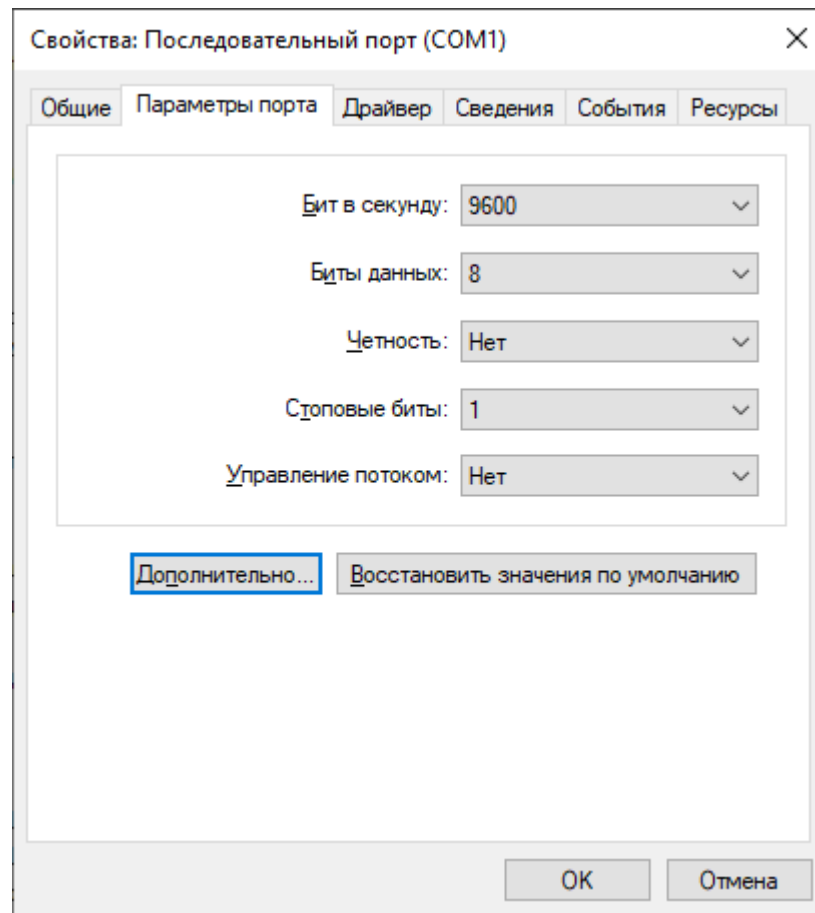 Свойства: Последовательный порт (COM1)
Общие Параметры порта Драйвер Сведения События Ресурсы
Бит в секунду: 9600
Биты данных: 8
Четность: Нет
Стоповые биты: 1
Управление потоком: Нет
Дополнительно... Восстановить значения по умолчанию
OK Отмена